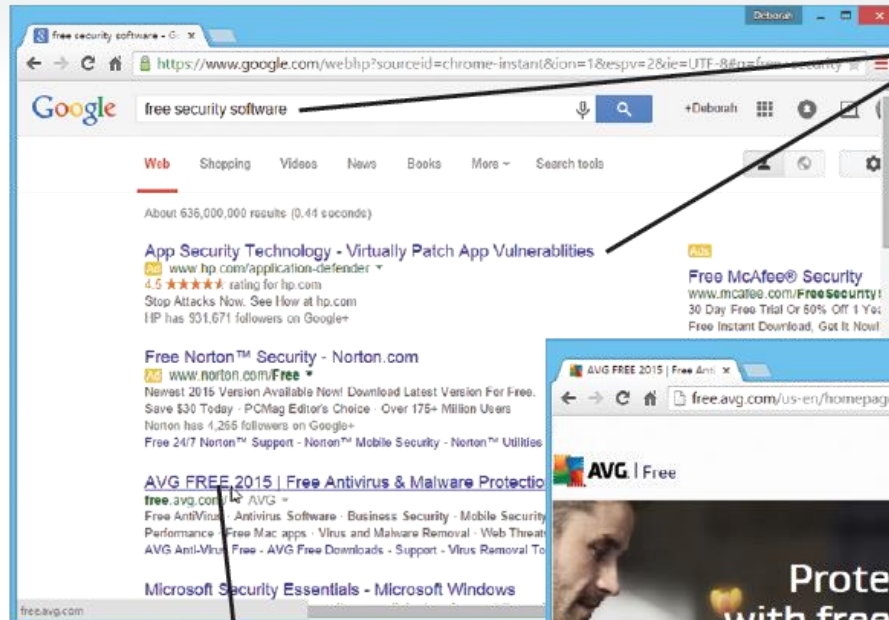 Deborah
free security software - G
https://www.google.com/webhp?sourceid=chrome-instant&ion=1&espv=2&ie=UTF-8#q=free security
Google
free security software
+Deborah
Web Shopping Videos News Books More Search tools
About 636,000,000 results (0.44 seconds)
App Security Technology - Virtually Patch App Vulnerablities
Ad www.hp.com/application-defender
4.5 ★★★★★ rating for hp.com
Stop Attacks Now. See How at hp.com
HP has 931,671 followers on Google+
Ads
Free McAfee® Security
www.mcafee.com/FreeSecurity
30 Day Free Trial Or 50% Off 1
Free Instant Download, Get It Now!
Free Norton™ Security - Norton.com
Ad www.norton.com/Free
Newest 2015 Version Available Now! Download Latest Version For Free.
Save $30 Today · PCMag Editor's Choice · Over 175+ Million Users
Norton has 4,265 followers on Google+
Free 24/7 Norton™ Support - Norton™ Mobile Security - Norton™ Utilities
AVG FREE 2015 | Free Antivirus & Malware Protectio
free.avg.com/ AVG
Free AntiVirus · Antivirus Software · Business Security · Mobile Security
Performance · Free Mac apps · Virus and Malware Removal · Web Threat
AVG Anti-Virus Free - AVG Free Downloads - Support - Virus Removal To
Microsoft Security Essentials - Microsoft Windows
free.avg.com
AVG FREE 2015 | Free Anti
free.avg.com/us-en/homepage
AVG | Free
Prote
with free